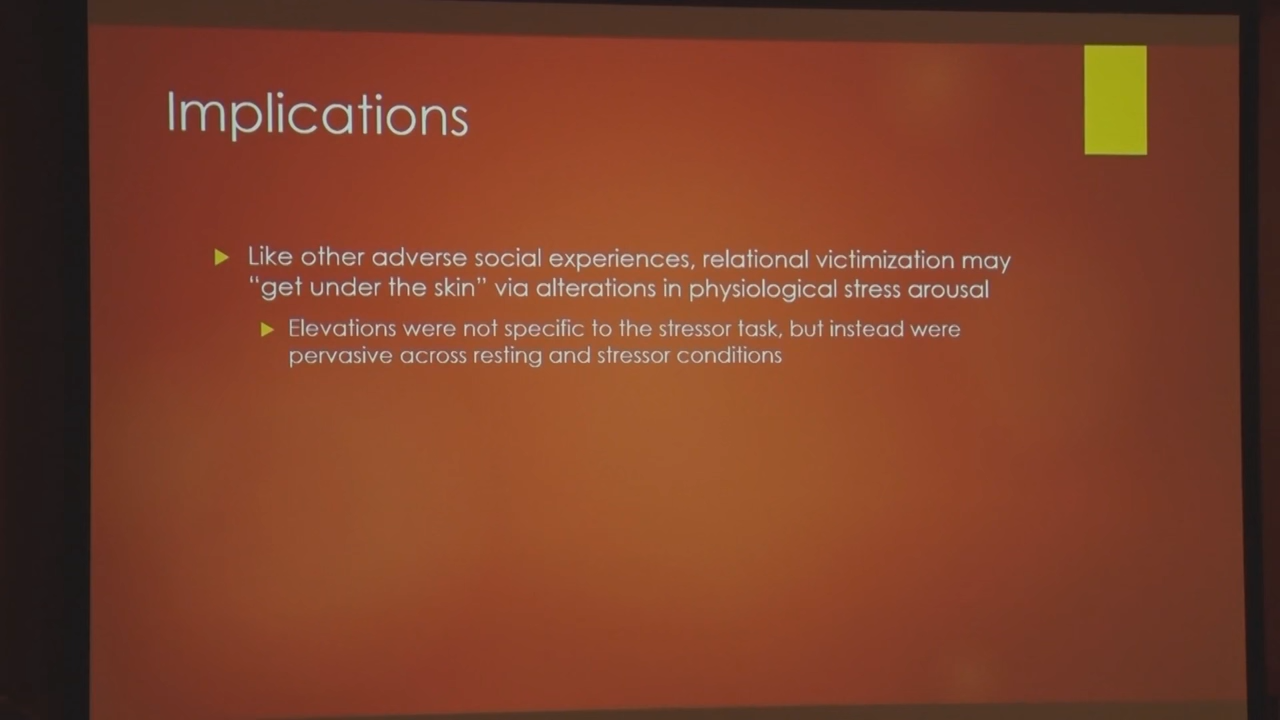 Implications
Like other adverse social experiences, relational victimization may
“get under the skin” via alterations in physiological stress arousal
Elevations were not specific to the stressor task, but instead were
pervasive across resting and stressor conditions